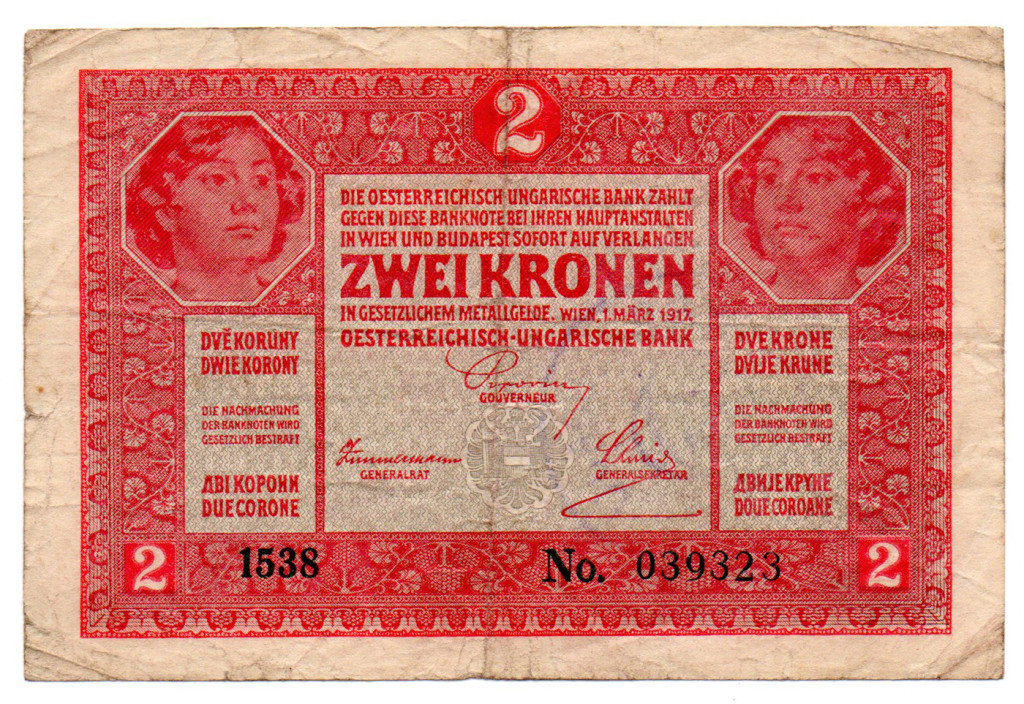 2
DIE OESTERREICHISCH-UNGARISCHE BANK ZAHLT
GEGEN DIESE BANKNOTE BEI IHREN HAUPTANSTALTEN
IN WIEN UND BUDAPEST SOFORT AUF VERLANGEN
ZWEI KRONEN
IN GESETZLICHEM METALLGELDE. WIEN, 1. MÄRZ 1917.
OESTERREICHISCH-UNGARISCHE BANK
Popovics
GOUVERNEUR
Zimmermann
GENERALRAT
Schmid
GENERALSEKRETÄR
DVĚ KORUNY
DWIE KORONY
DIE NACHMACHUNG
DER BANKNOTEN WIRD
GESETZLICH BESTRAFT
ДВІ КОРОНИ
DUE CORONE
DVE KRONE
DVIJE KRUNE
DIE NACHMACHUNG
DER BANKNOTEN WIRD
GESETZLICH BESTRAFT
ДВИЈЕ КРУНЕ
DOUE COROANE
2
1538
No. 039323
2